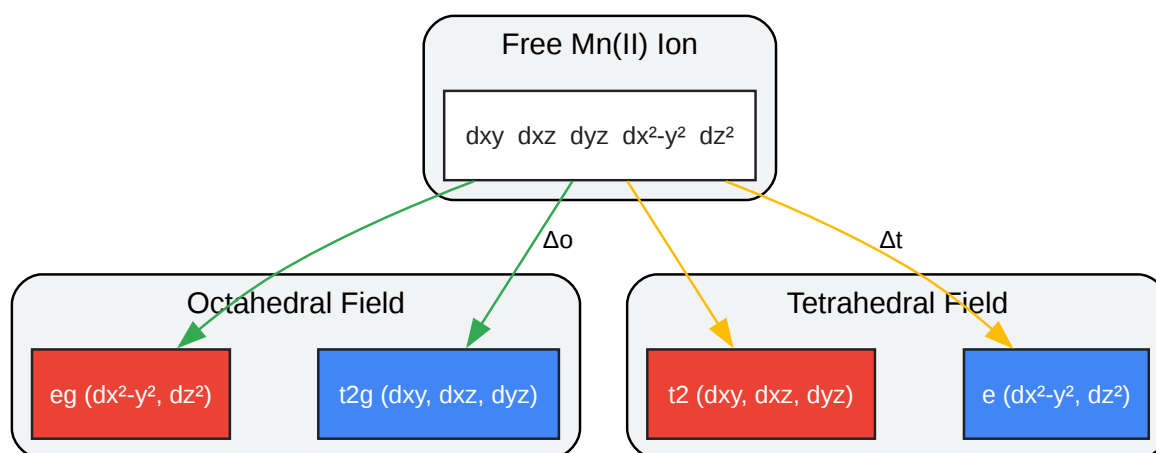 Free Mn(II) Ion
dxy dxz dyz dx²-y² dz²
Δo
Δt
Octahedral Field
Tetrahedral Field
eg (dx²-y², dz²)
t2g (dxy, dxz, dyz)
t2 (dxy, dxz, dyz)
e (dx²-y², dz²)